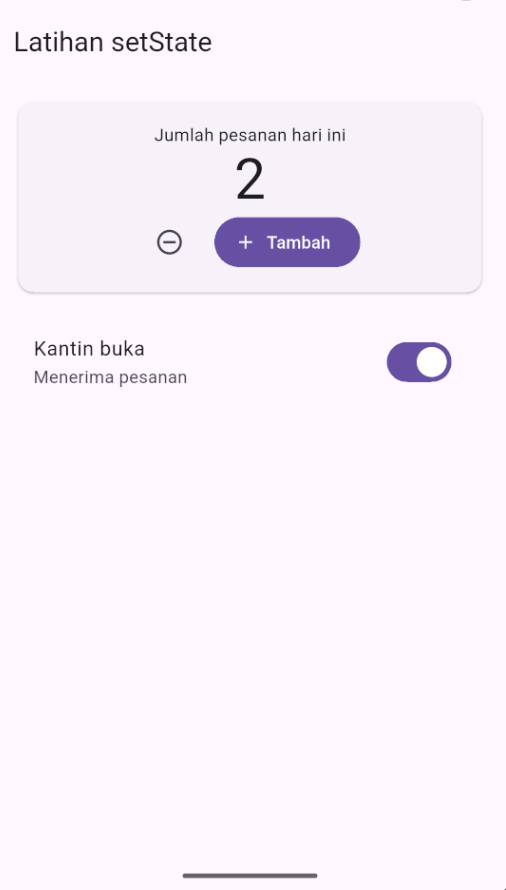 Latihan setState
Jumlah pesanan hari ini
2
Tambah
Kantin buka
Menerima pesanan